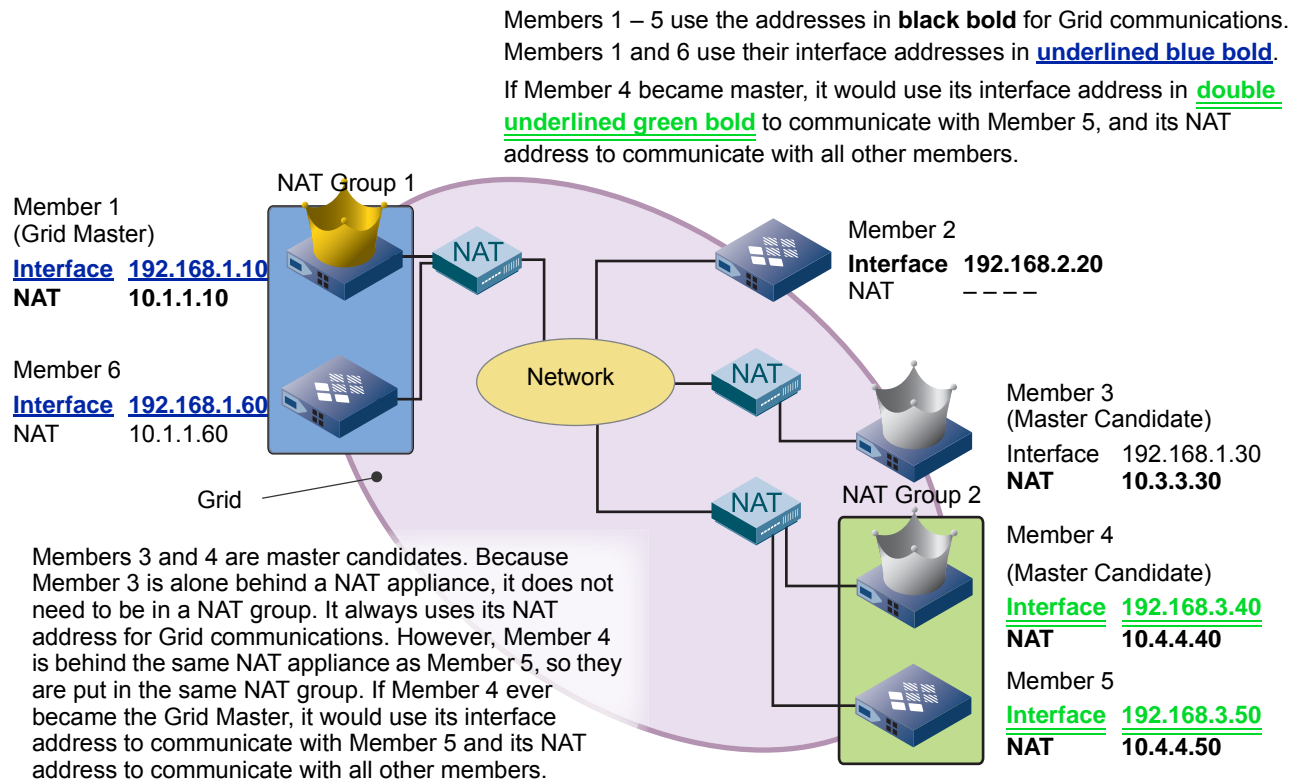 Members 1 – 5 use the addresses in black bold for Grid communications.
Members 1 and 6 use their interface addresses in underlined blue bold.
If Member 4 became master, it would use its interface address in double
underlined green bold to communicate with Member 5, and its NAT
address to communicate with all other members.
NAT Group 1
Member 1
(Grid Master)
Interface 192.168.1.10
NAT 10.1.1.10
NAT
Member 2
Interface 192.168.2.20
NAT – – – –
Member 6
Interface 192.168.1.60
NAT 10.1.1.60
Network
NAT
Member 3
(Master Candidate)
Interface 192.168.1.30
NAT 10.3.3.30
Grid
NAT
NAT Group 2
Member 4
(Master Candidate)
Interface 192.168.3.40
NAT 10.4.4.40
Member 5
Interface 192.168.3.50
NAT 10.4.4.50
Members 3 and 4 are master candidates. Because
Member 3 is alone behind a NAT appliance, it does not
need to be in a NAT group. It always uses its NAT
address for Grid communications. However, Member 4
is behind the same NAT appliance as Member 5, so they
are put in the same NAT group. If Member 4 ever
became the Grid Master, it would use its interface
address to communicate with Member 5 and its NAT
address to communicate with all other members.